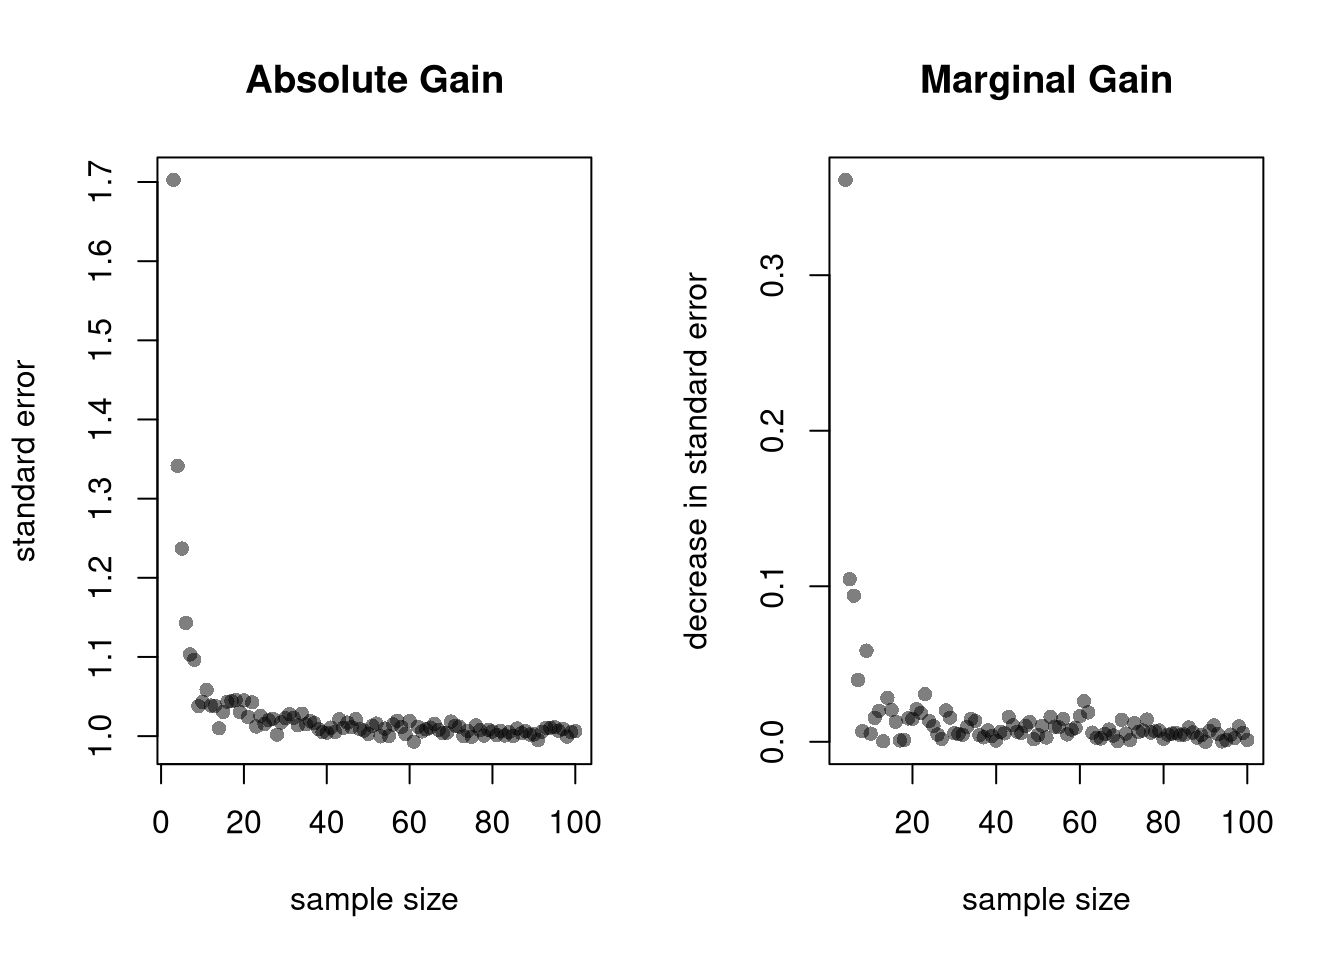 Absolute Gain
standard error
1.7
1.6
1.5
1.4
1.3
1.2
1.1
1.0
0 20 40 60 80 100
sample size
Marginal Gain
decrease in standard error
0.3
0.2
0.1
0.0
20 40 60 80 100
sample size